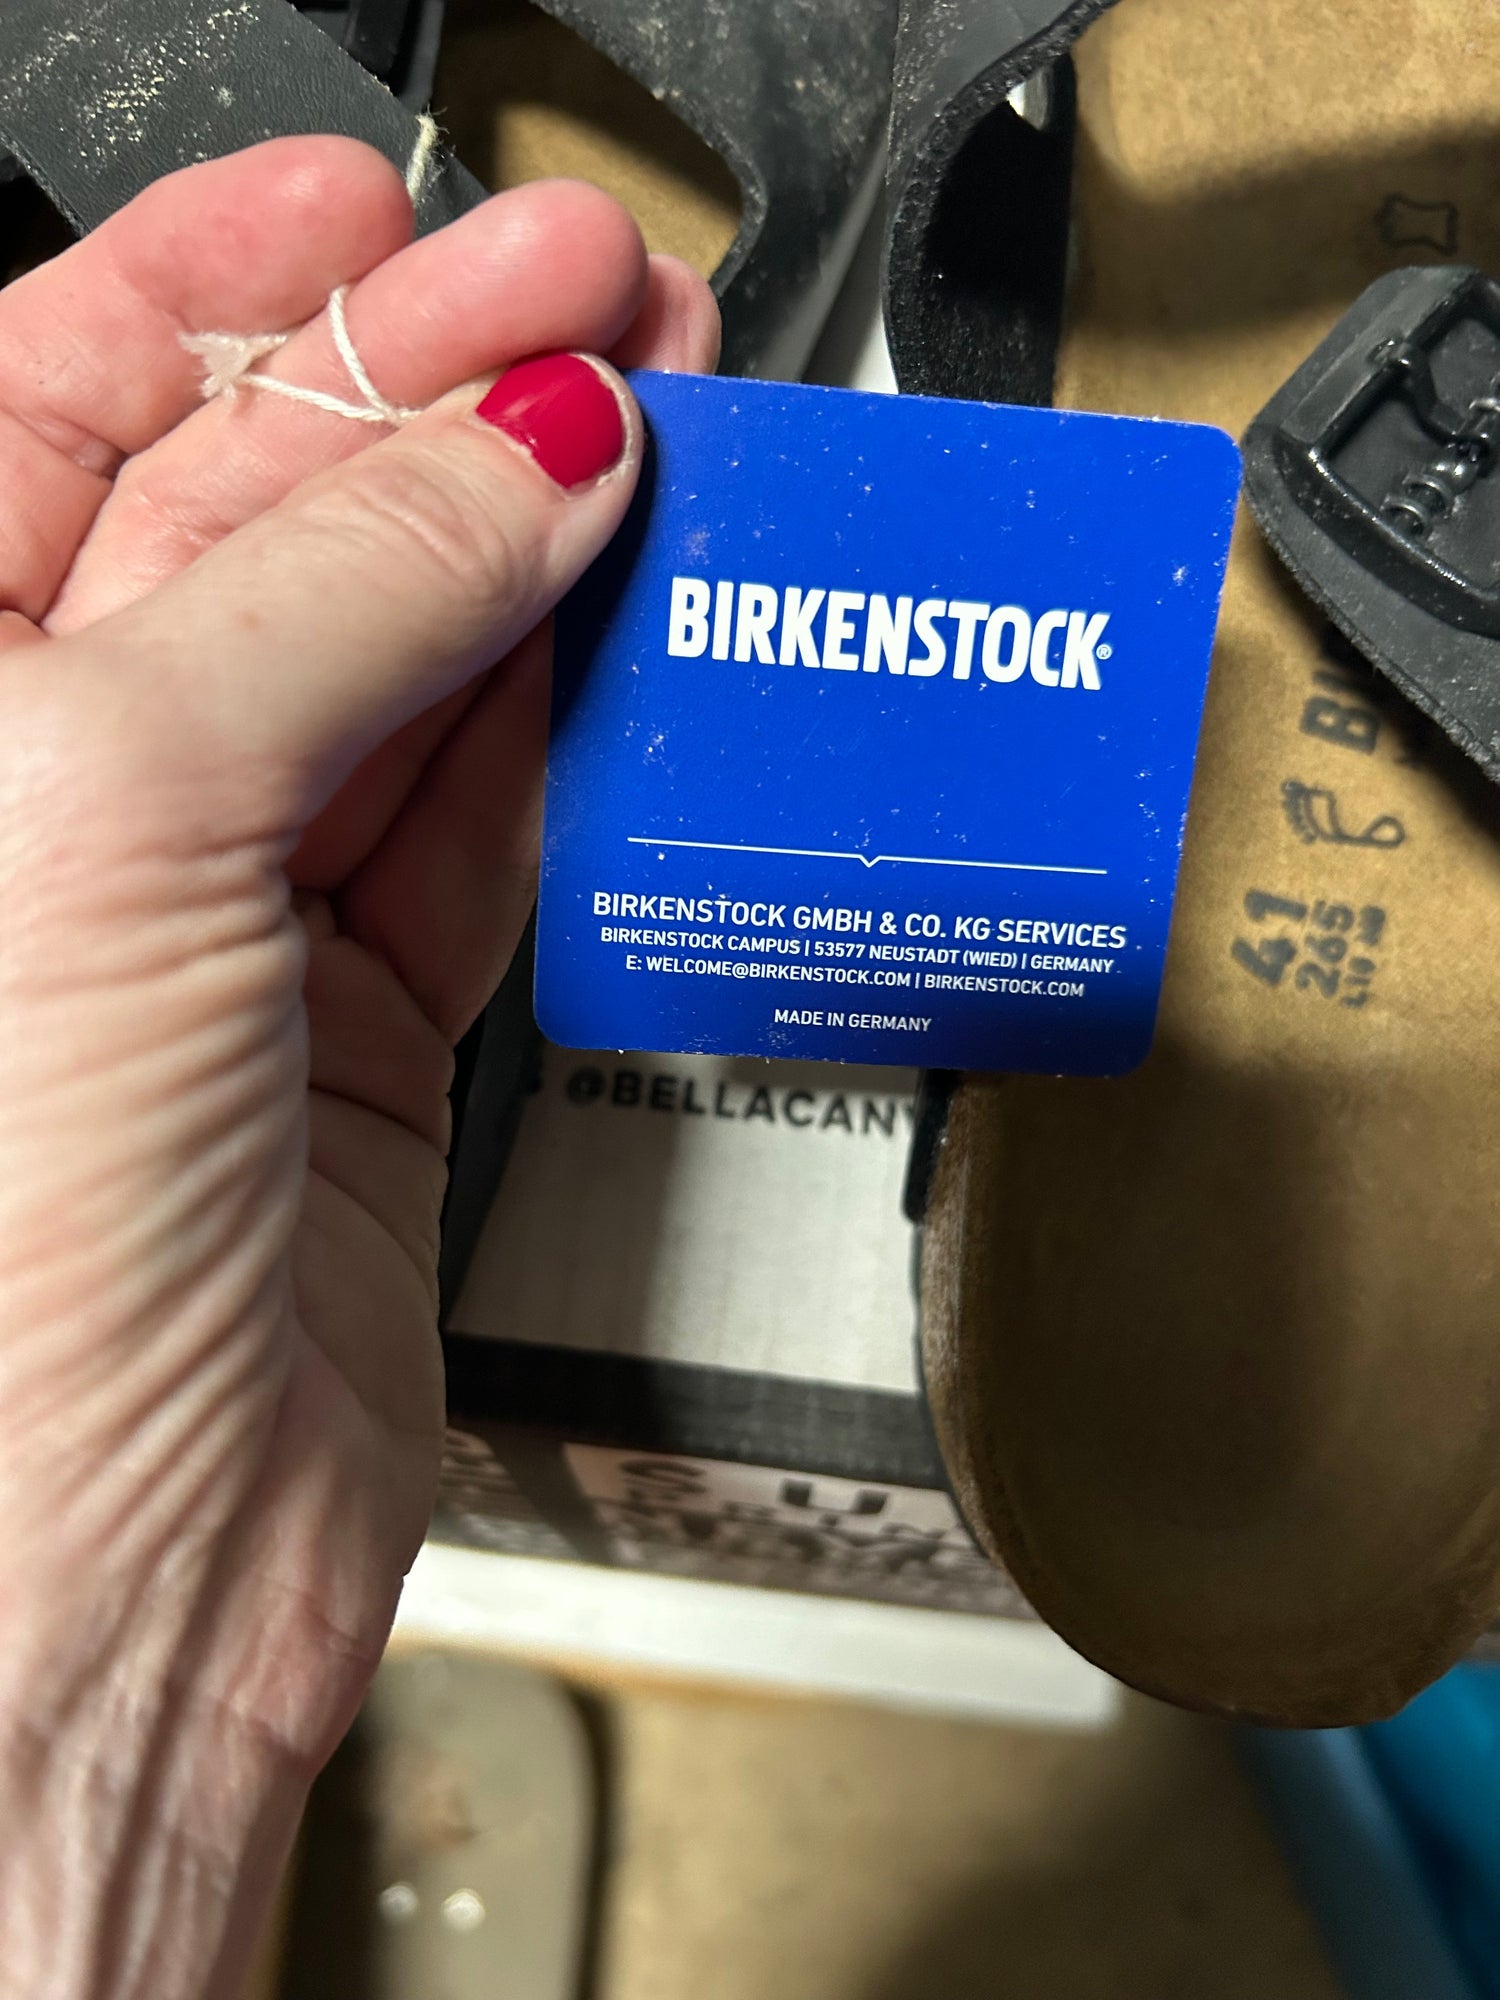 BIRKENSTOCK®
BIRKENSTOCK GMBH & CO. KG SERVICES
BIRKENSTOCK CAMPUS | 53577 NEUSTADT (WIED) | GERMANY
E: WELCOME@BIRKENSTOCK.COM | BIRKENSTOCK.COM
MADE IN GERMANY
@BELLACAN
S U
BI
41
265